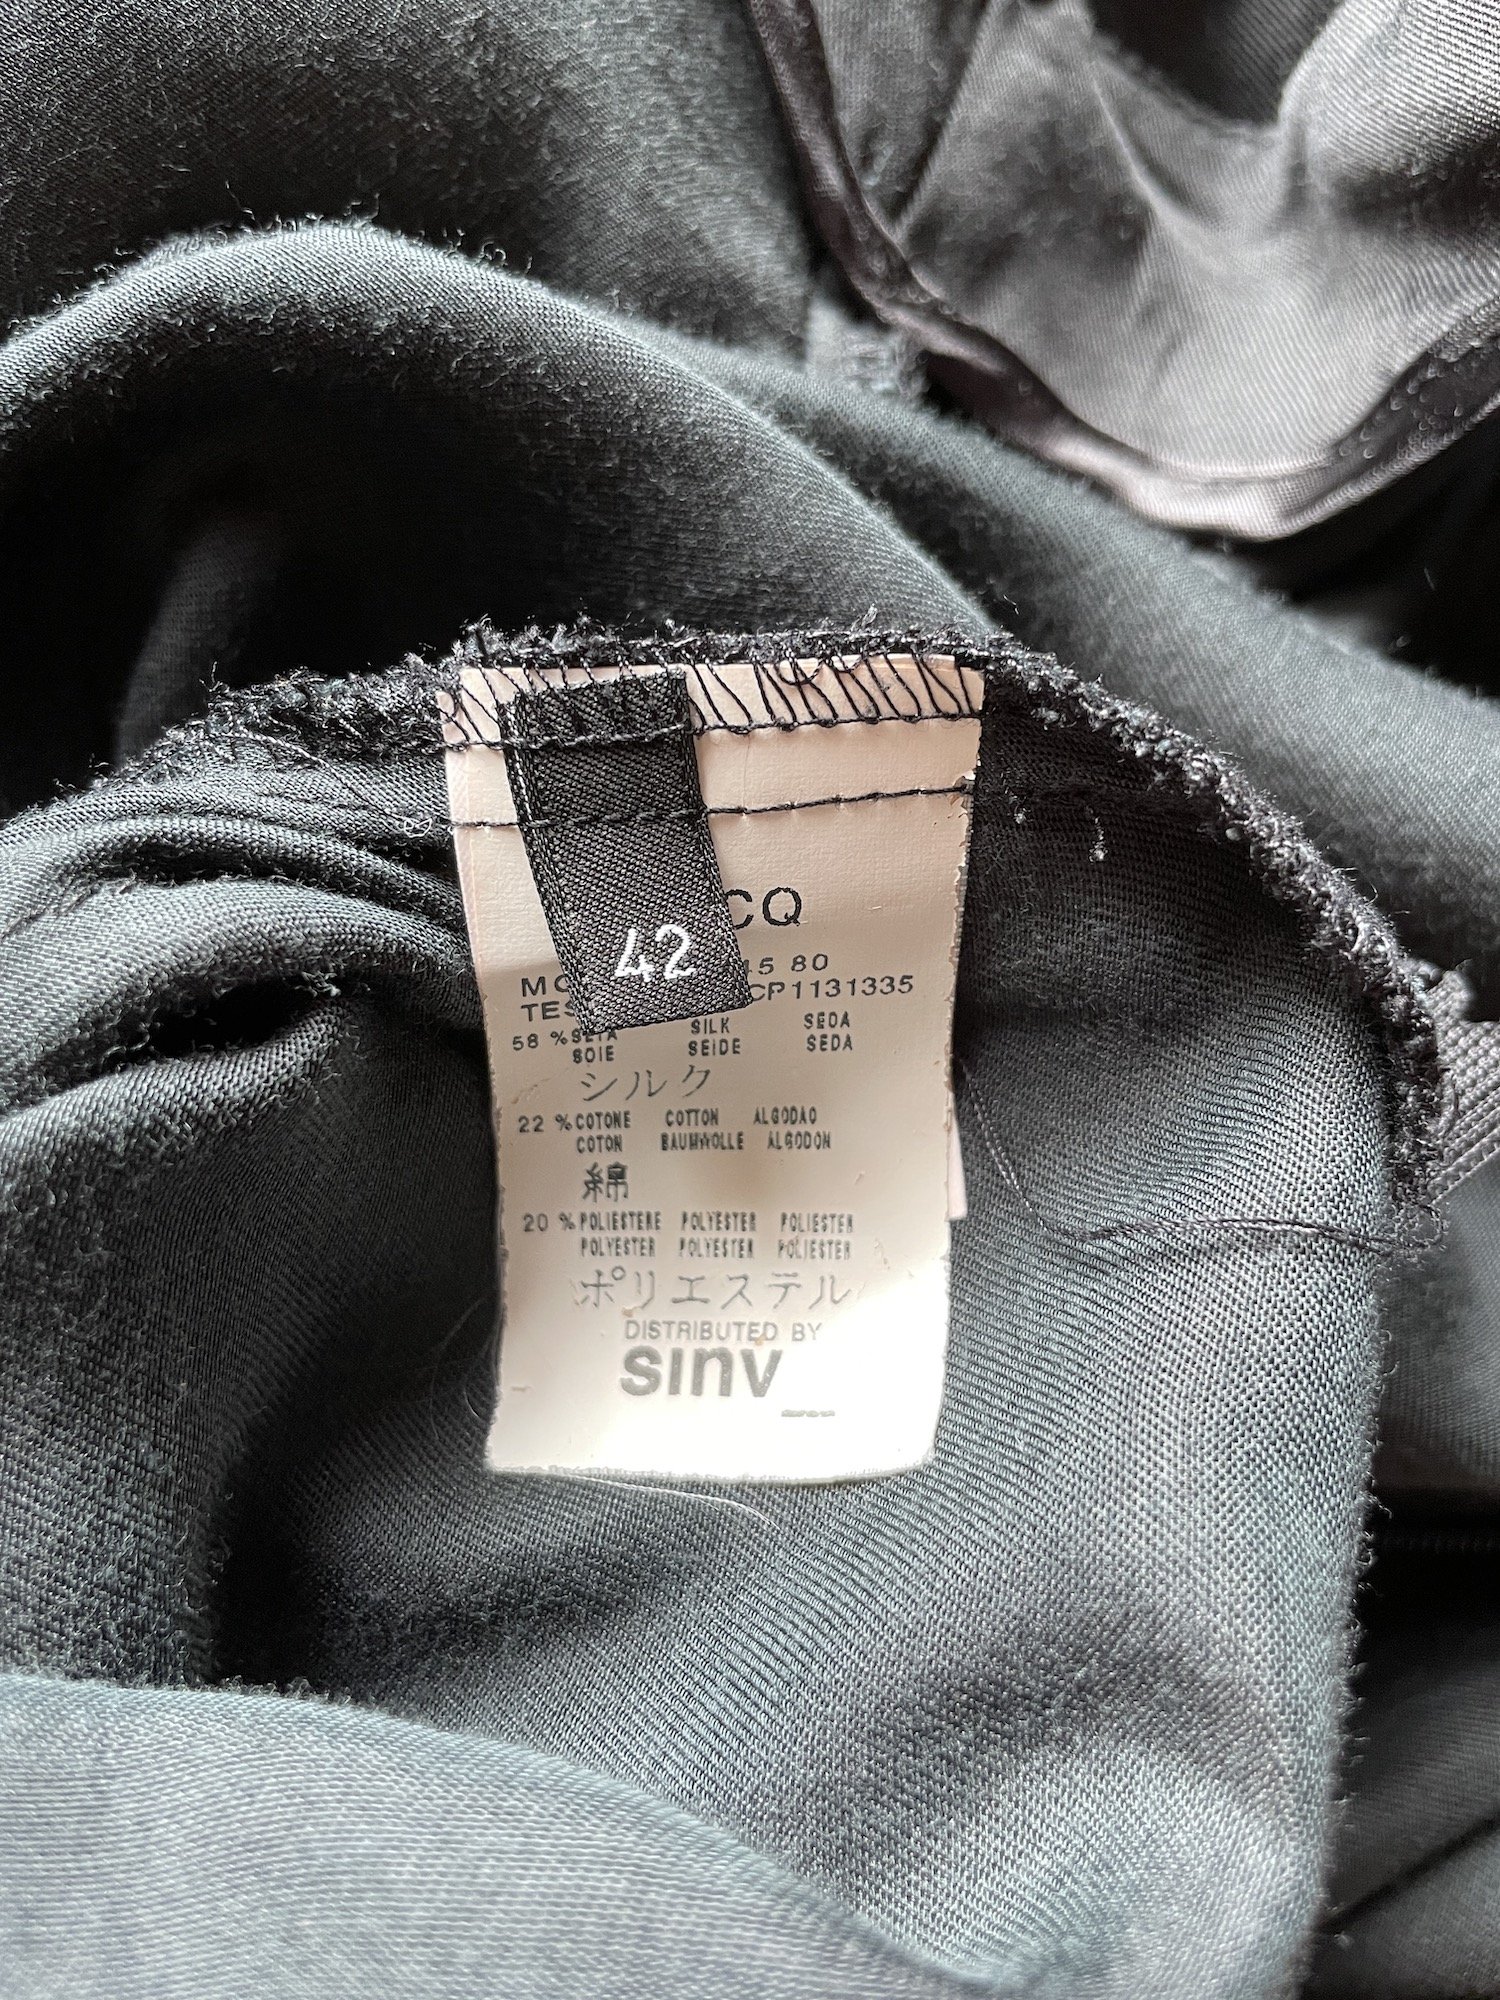 42
CQ
MC 45 80
TES CP1131335
58 % SETA SILK SEDA
SOIE SEIDE SEDA
シルク
22 % COTONE COTTON ALGODAO
COTON BAUMWOLLE ALGODON
綿
20 % POLIESTERE POLYESTER POLIESTER
POLYESTER POLYESTER POLIESTER
ポリエステル
DISTRIBUTED BY
sınv